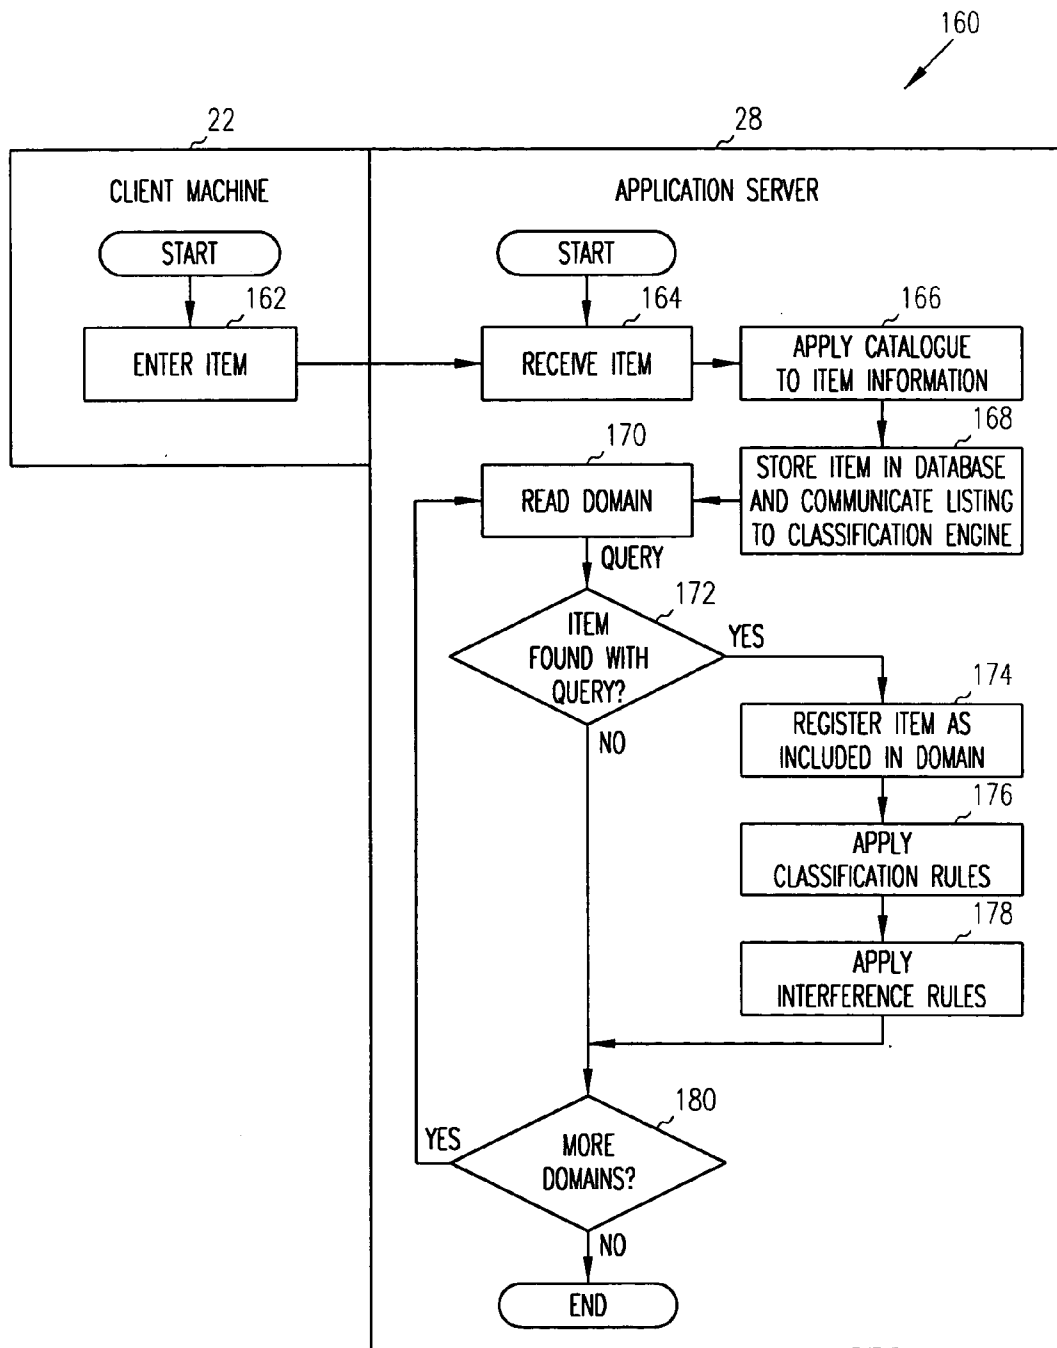 160
22
28
CLIENT MACHINE
APPLICATION SERVER
START
START
162
164
166
ENTER ITEM
RECEIVE ITEM
APPLY CATALOGUE
TO ITEM INFORMATION
170
168
READ DOMAIN
STORE ITEM IN DATABASE
AND COMMUNICATE LISTING
TO CLASSIFICATION ENGINE
QUERY
172
ITEM
FOUND WITH
QUERY?
YES
NO
174
REGISTER ITEM AS
INCLUDED IN DOMAIN
176
APPLY
CLASSIFICATION RULES
178
APPLY
INTERFERENCE RULES
180
YES
MORE
DOMAINS?
NO
END